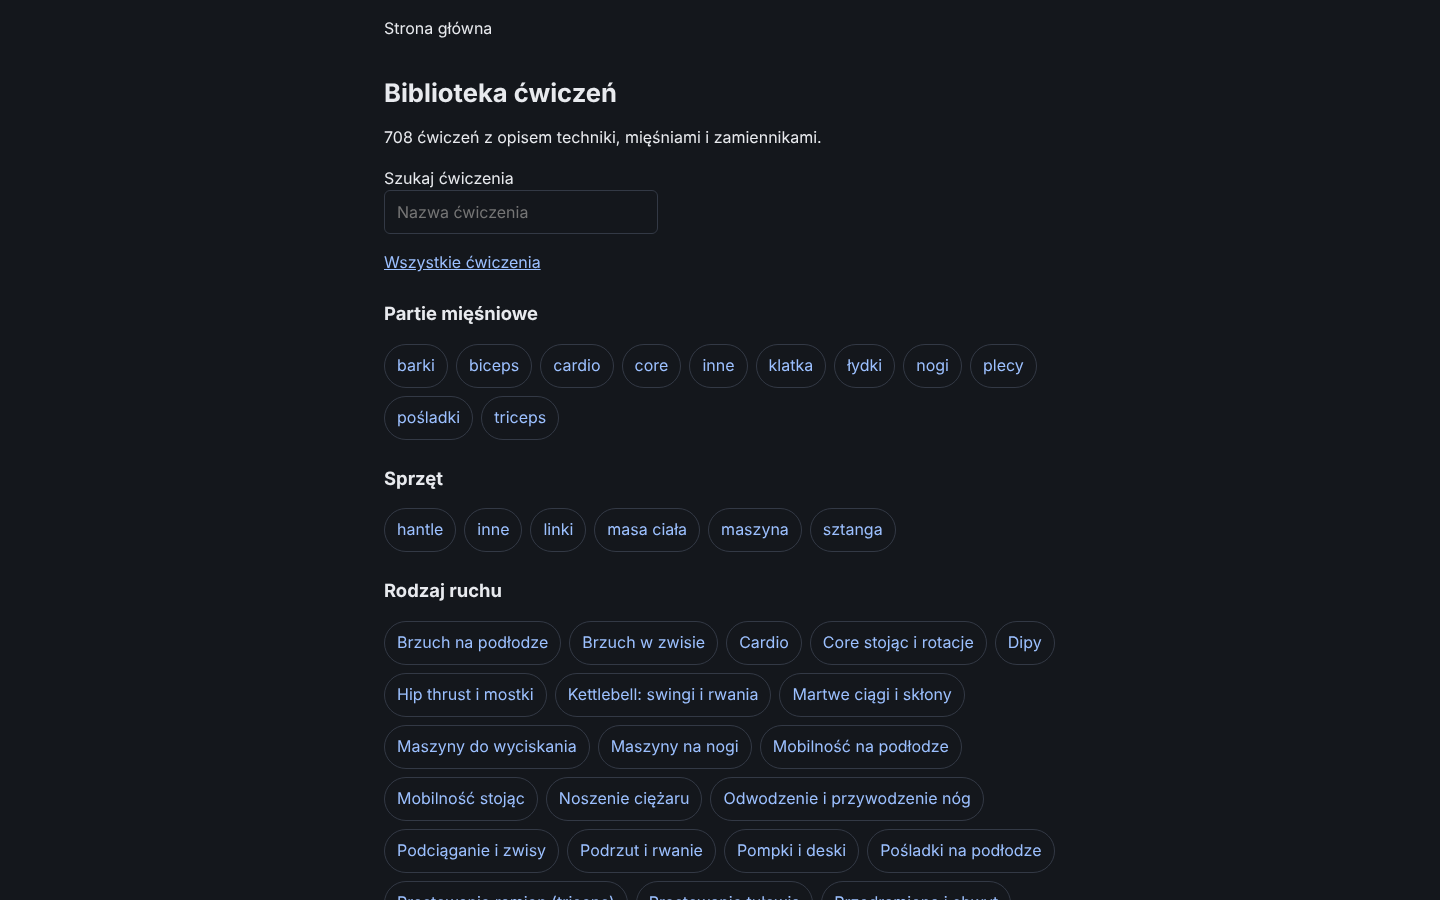 Strona główna
Biblioteka ćwiczeń
708 ćwiczeń z opisem techniki, mięśniami i zamiennikami.
Szukaj ćwiczenia
Nazwa ćwiczenia
Wszystkie ćwiczenia
Partie mięśniowe
barki biceps cardio core inne klatka łydki nogi plecy
pośladki triceps
Sprzęt
hantle inne linki masa ciała maszyna sztanga
Rodzaj ruchu
Brzuch na podłodze Brzuch w zwisie Cardio Core stojąc i rotacje Dipy
Hip thrust i mostki Kettlebell: swingi i rwania Martwe ciągi i skłony
Maszyny do wyciskania Maszyny na nogi Mobilność na podłodze
Mobilność stojąc Noszenie ciężaru Odwodzenie i przywodzenie nóg
Podciąganie i zwisy Podrzut i rwanie Pompki i deski Pośladki na podłodze